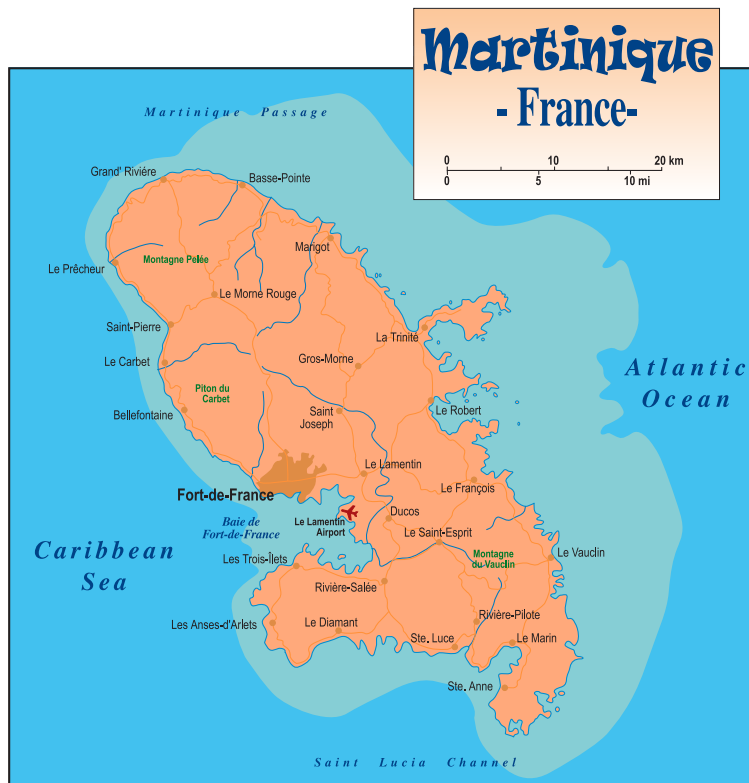 Martinique
- France-
0 10 20 km
0 5 10 mi
Martinique Passage
Grand' Rivière
Basse-Pointe
Marigot
Montagne Pelée
Le Prêcheur
Le Morne Rouge
Saint-Pierre
La Trinité
Le Carbet
Gros-Morne
Atlantic
Ocean
Piton du
Carbet
Bellefontaine
Saint
Joseph
Le Robert
Le Lamentin
Fort-de-France
Le François
Baie de
Fort-de-France
Le Lamentin
Airport
Ducos
Le Saint-Esprit
Caribbean
Sea
Les Trois-Îlets
Montagne
du Vauclin
Le Vauclin
Rivière-Salée
Les Anses-d'Arlets
Le Diamant
Rivière-Pilote
Ste. Luce
Le Marin
Ste. Anne
Saint Lucia Channel